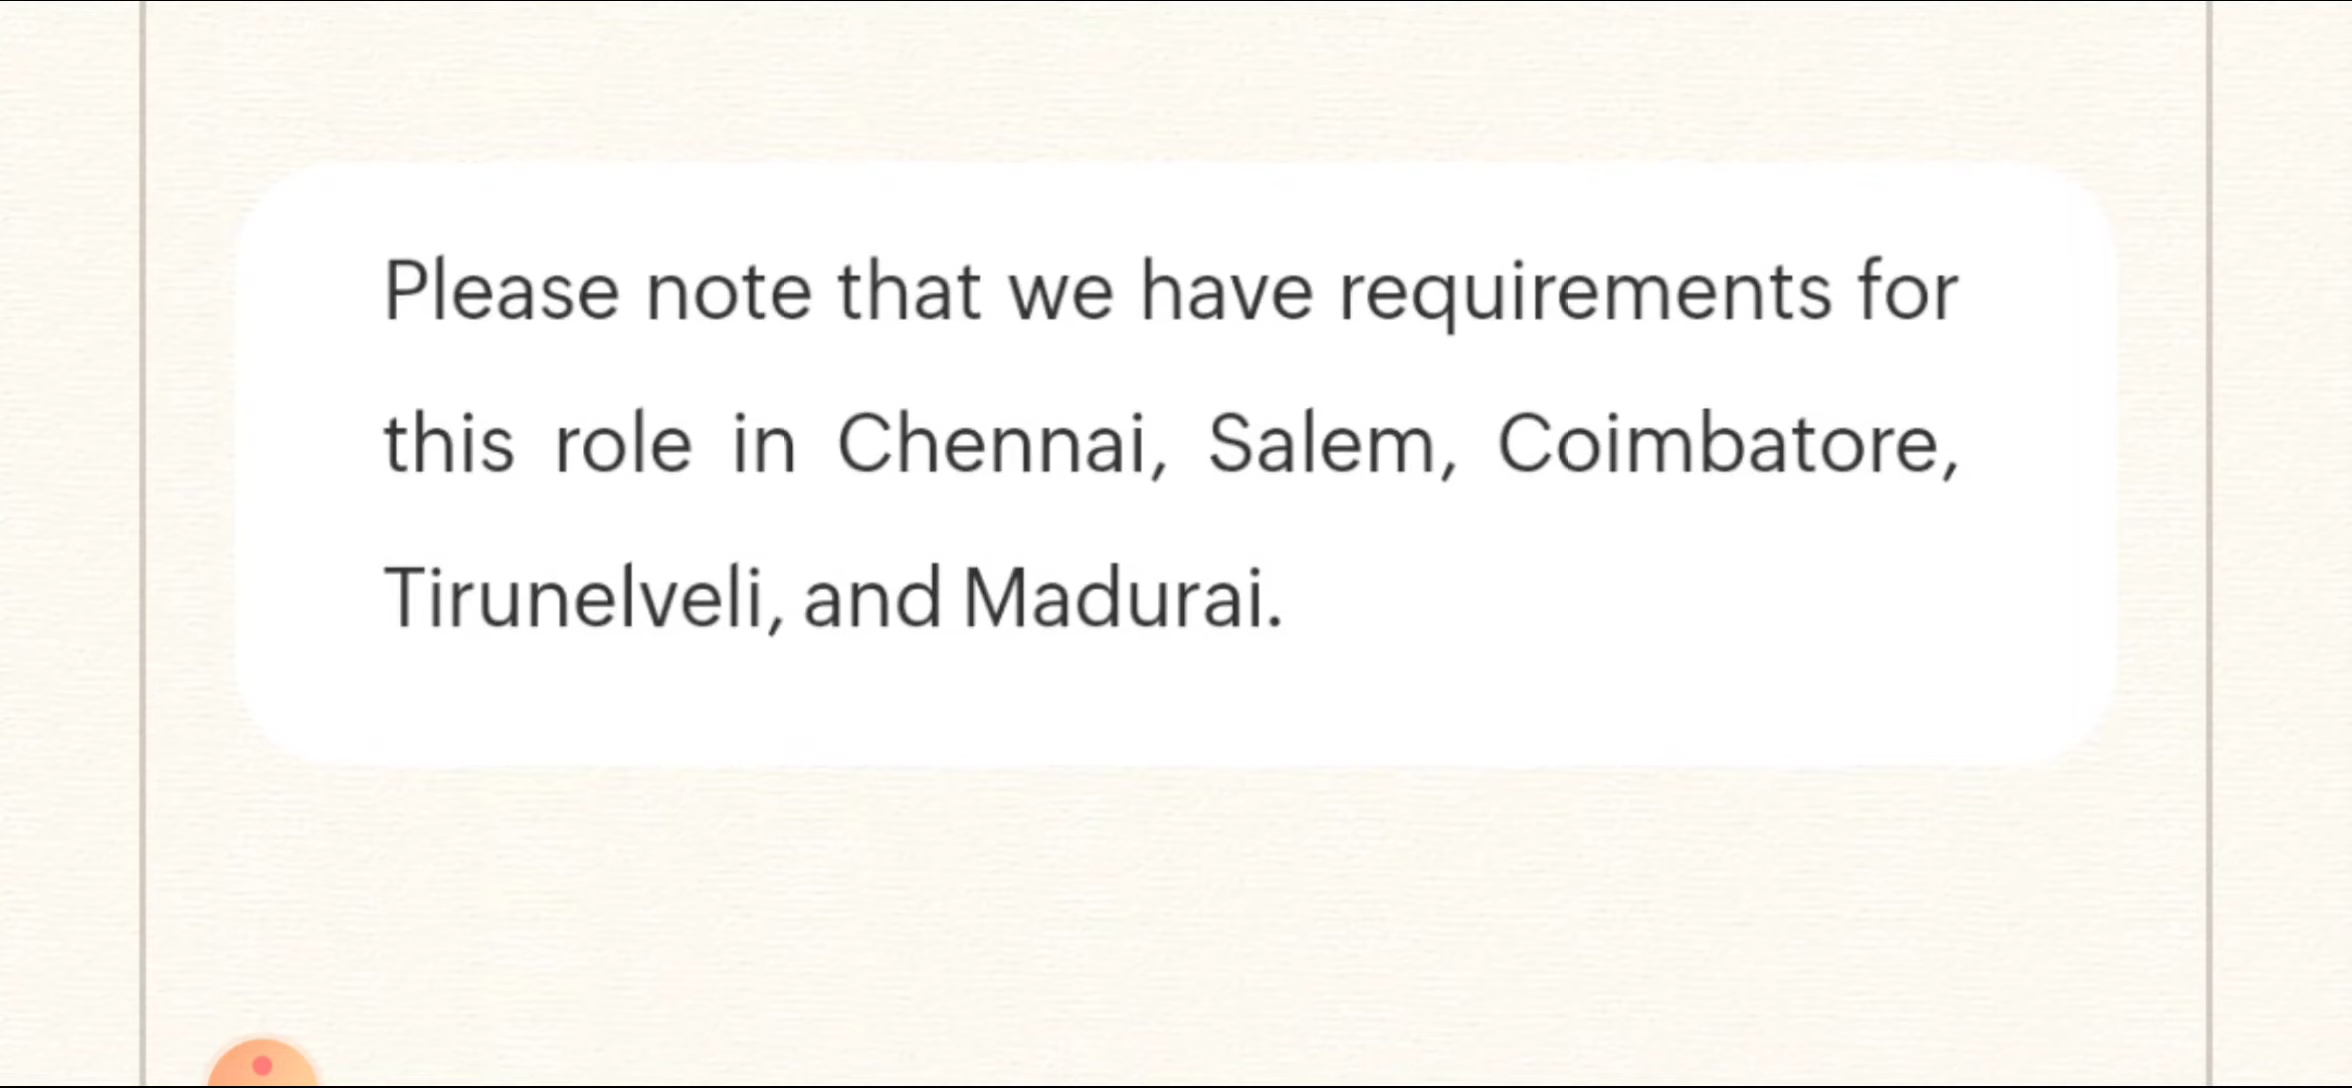 Please note that we have requirements for
this role in Chennai, Salem, Coimbatore,
Tirunelveli, and Madurai.